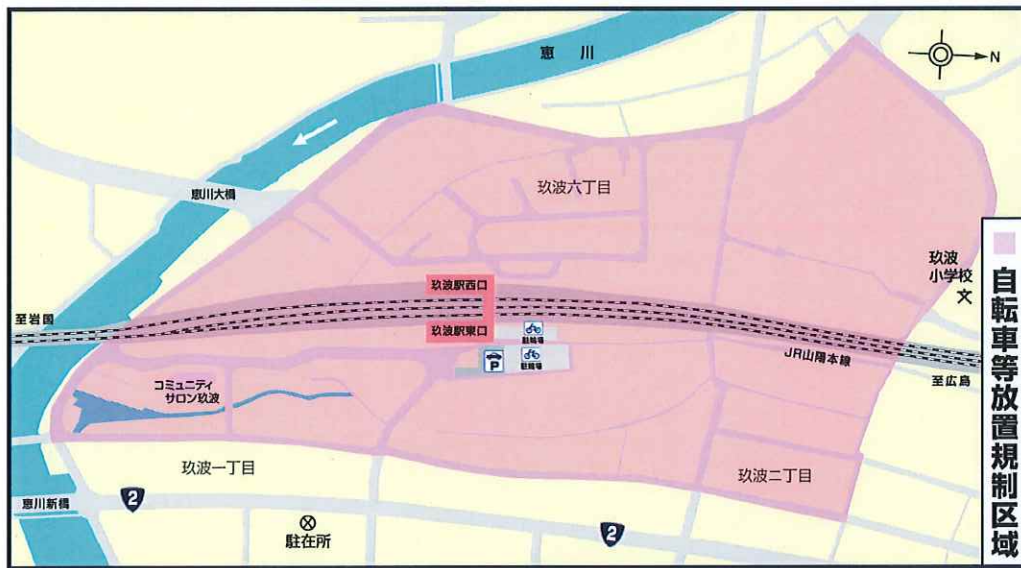 恵川
N
恵川大橋
玖波六丁目
玖波
小学校
文
玖波駅西口
至岩国
玖波駅東口
駐輪場
P
駐輪場
JR山陽本線
至広島
コミュニティ
サロン玖波
玖波一丁目
玖波二丁目
2
恵川新橋
2
駐在所
自転車等放置規制区域